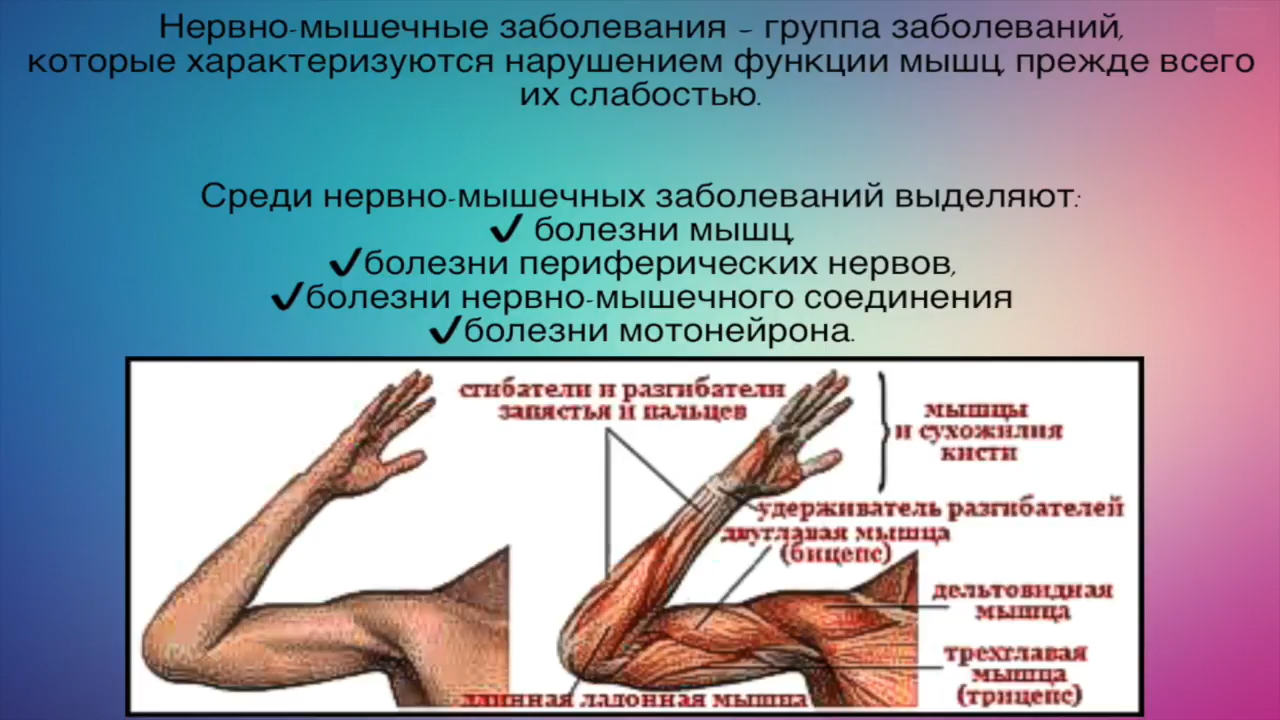 Нервно-мышечные заболевания – группа заболеваний,
которые характеризуются нарушением функции мышц, прежде всего
их слабостью.
Среди нервно-мышечных заболеваний выделяют:
✔ болезни мышц,
✔болезни периферических нервов,
✔болезни нервно-мышечного соединения
✔болезни мотонейрона.
сгибатели и разгибатели
запястья и пальцев
мышцы
и сухожилия
кисти
удерживатель разгибателей
двуглавая мышца
(бицепс)
дельтовидная
мышца
трехглавая
мышца
(трицепс)
длинная ладонная мышца